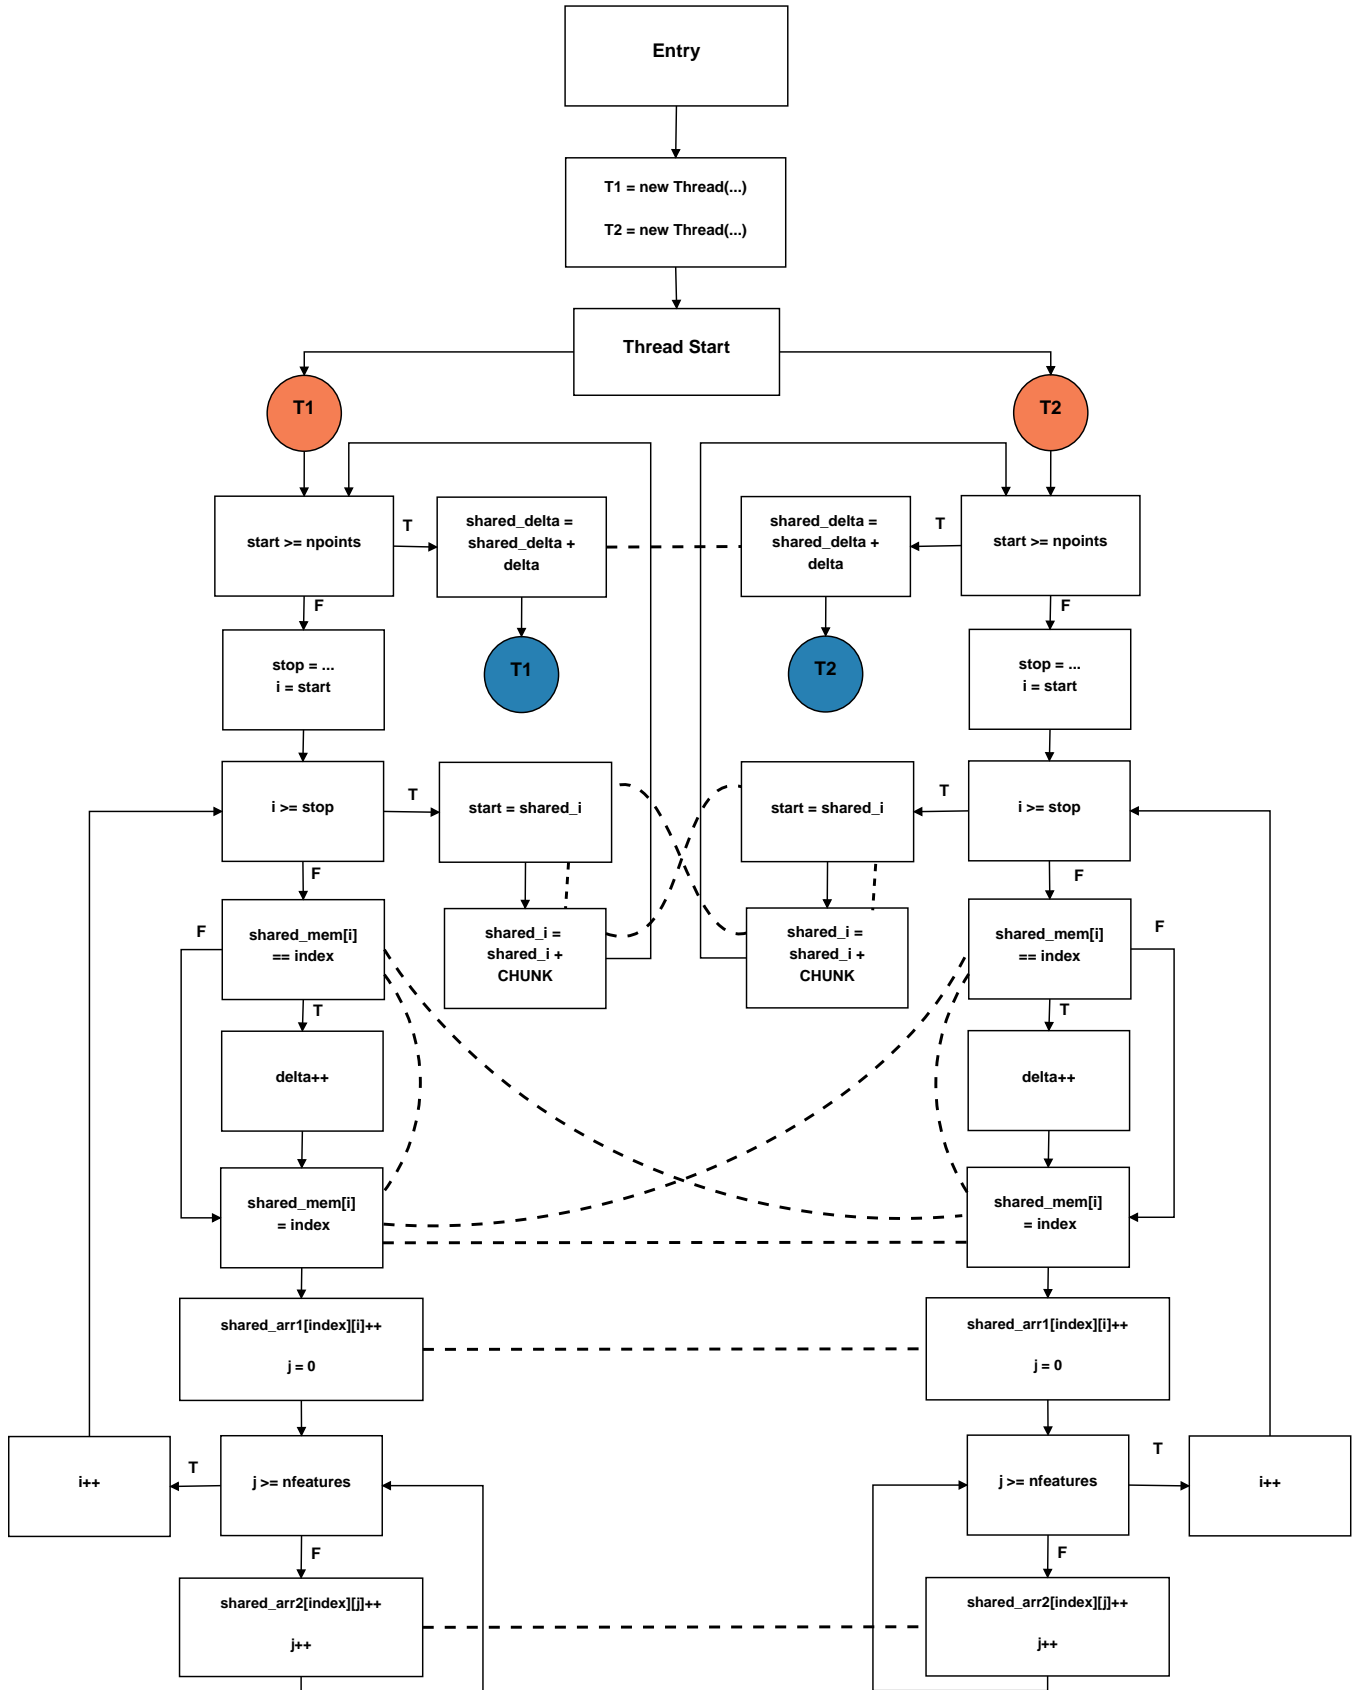 Entry
T1 = new Thread(...)
T2 = new Thread(...)
Thread Start
T1
T2
start >= npoints
T
shared_delta =
shared_delta +
delta
shared_delta =
shared_delta +
delta
T
start >= npoints
F
F
stop = ...
i = start
T1
T2
stop = ...
i = start
i >= stop
T
start = shared_i
start = shared_i
T
i >= stop
F
F
F
shared_mem[i]
== index
shared_i =
shared_i +
CHUNK
shared_i =
shared_i +
CHUNK
shared_mem[i]
== index
F
T
T
delta++
delta++
shared_mem[i]
= index
shared_mem[i]
= index
shared_arr1[index][i]++
j = 0
shared_arr1[index][i]++
j = 0
i++
T
j >= nfeatures
j >= nfeatures
T
i++
F
F
shared_arr2[index][j]++
j++
shared_arr2[index][j]++
j++